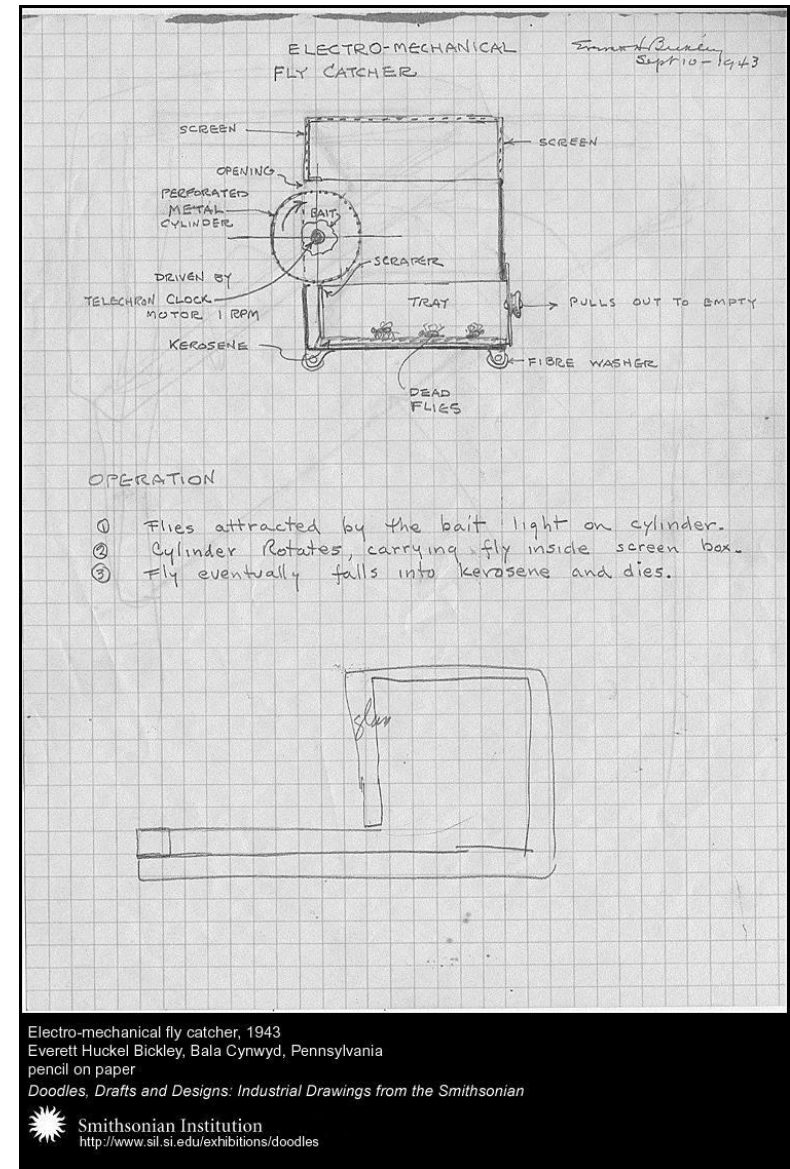 ELECTRO-MECHANICAL
FLY CATCHER
Sept 10-1943
SCREEN
SCREEN
OPENING
PERFORATED
METAL
CYLINDER
BAIT
SCRAPER
DRIVEN BY
TELECHRON CLOCK
MOTOR 1 RPM
TRAY
PULLS OUT TO EMPTY
KEROSENE
FIBRE WASHER
DEAD
FLIES
OPERATION
① Flies attracted by the bait light on cylinder.
② Cylinder Rotates, carrying fly inside screen box.
③ Fly eventually falls into kerosene and dies.
Electro-mechanical fly catcher, 1943
Everett Huckel Bickley, Bala Cynwyd, Pennsylvania
pencil on paper
Doodles, Drafts and Designs: Industrial Drawings from the Smithsonian
Smithsonian Institution
http://www.sil.si.edu/exhibitions/doodles